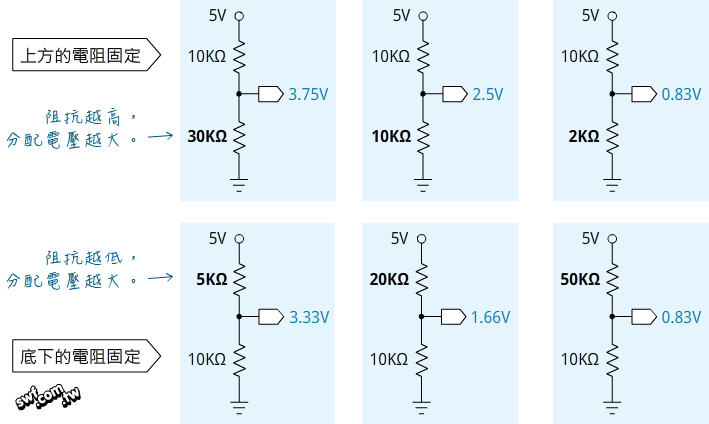 上方的電阻固定
阻抗越高，
分配電壓越大。
5V
10KΩ
3.75V
30KΩ
5V
10KΩ
2.5V
10KΩ
5V
10KΩ
0.83V
2KΩ
阻抗越低，
分配電壓越大。
底下的電阻固定
5V
5KΩ
3.33V
10KΩ
5V
20KΩ
1.66V
10KΩ
5V
50KΩ
0.83V
10KΩ
swf.com.tw